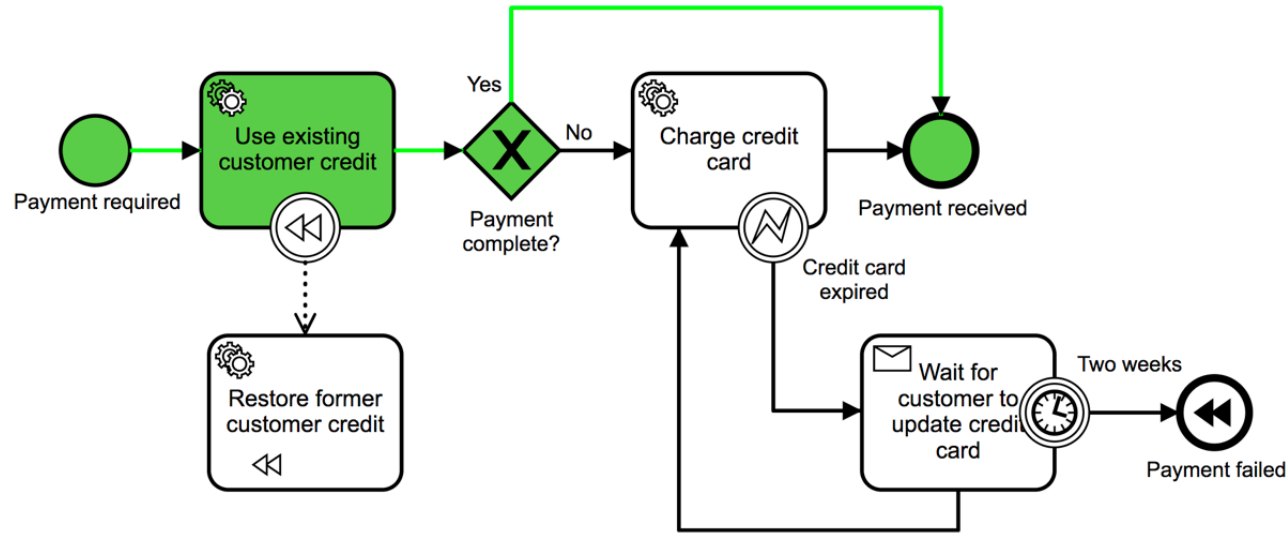 Payment required
Use existing
customer credit
Restore former
customer credit
Yes
Payment
complete?
No
Charge credit
card
Credit card
expired
Payment received
Wait for
customer to
update credit
card
Two weeks
Payment failed